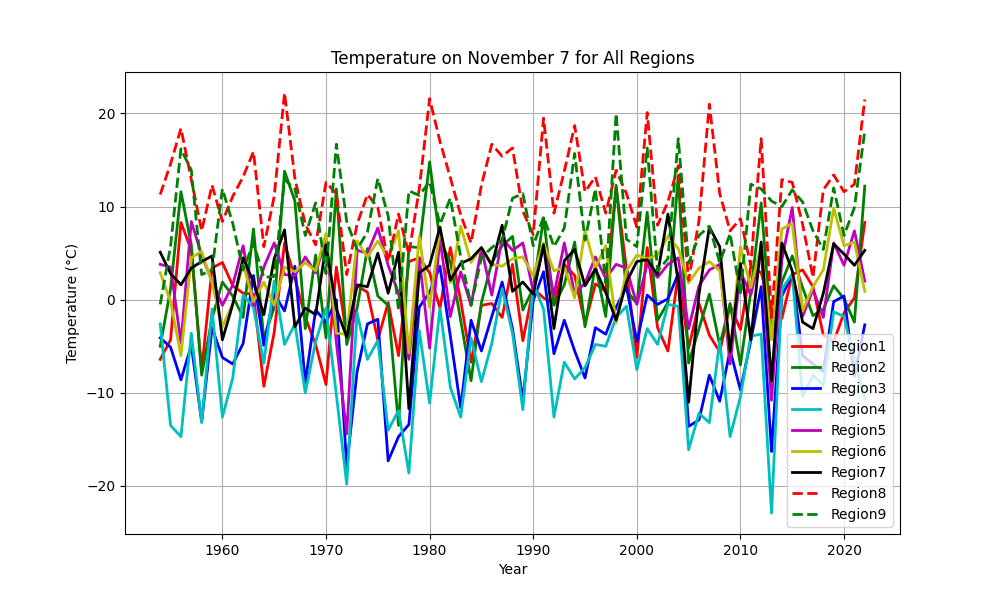 Temperature on November 7 for All Regions
Temperature (°C)
20
10
0
−10
−20
1960 1970 1980 1990 2000 2010 2020
Year
Region1
Region2
Region3
Region4
Region5
Region6
Region7
Region8
Region9